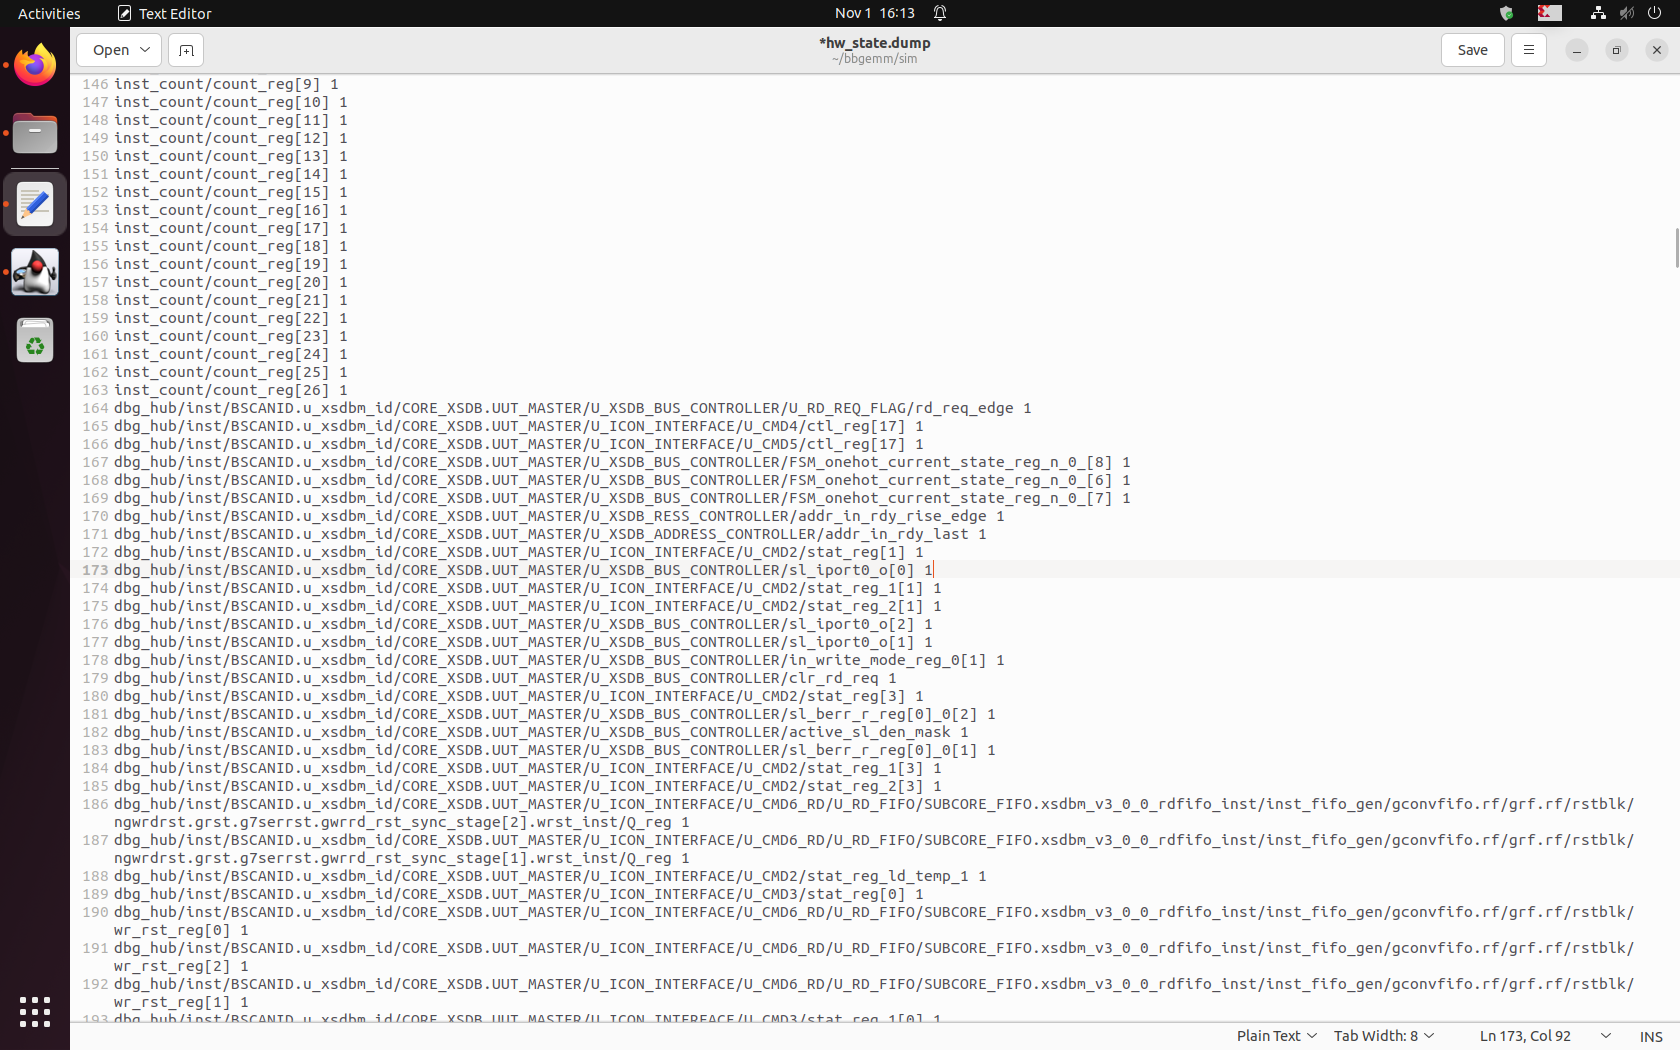 Activities
Text Editor
Nov 1 16:13
Open
*hw_state.dump
~/bbgemm/sim
Save
146 inst_count/count_reg[9] 1
147 inst_count/count_reg[10] 1
148 inst_count/count_reg[11] 1
149 inst_count/count_reg[12] 1
150 inst_count/count_reg[13] 1
151 inst_count/count_reg[14] 1
152 inst_count/count_reg[15] 1
153 inst_count/count_reg[16] 1
154 inst_count/count_reg[17] 1
155 inst_count/count_reg[18] 1
156 inst_count/count_reg[19] 1
157 inst_count/count_reg[20] 1
158 inst_count/count_reg[21] 1
159 inst_count/count_reg[22] 1
160 inst_count/count_reg[23] 1
161 inst_count/count_reg[24] 1
162 inst_count/count_reg[25] 1
163 inst_count/count_reg[26] 1
164 dbg_hub/inst/BSCANID.u_xsdbm_id/CORE_XSDB.UUT_MASTER/U_XSDB_BUS_CONTROLLER/U_RD_REQ_FLAG/rd_req_edge 1
165 dbg_hub/inst/BSCANID.u_xsdbm_id/CORE_XSDB.UUT_MASTER/U_ICON_INTERFACE/U_CMD4/ctl_reg[17] 1
166 dbg_hub/inst/BSCANID.u_xsdbm_id/CORE_XSDB.UUT_MASTER/U_ICON_INTERFACE/U_CMD5/ctl_reg[17] 1
167 dbg_hub/inst/BSCANID.u_xsdbm_id/CORE_XSDB.UUT_MASTER/U_XSDB_BUS_CONTROLLER/FSM_onehot_current_state_reg_n_0_[8] 1
168 dbg_hub/inst/BSCANID.u_xsdbm_id/CORE_XSDB.UUT_MASTER/U_XSDB_BUS_CONTROLLER/FSM_onehot_current_state_reg_n_0_[6] 1
169 dbg_hub/inst/BSCANID.u_xsdbm_id/CORE_XSDB.UUT_MASTER/U_XSDB_BUS_CONTROLLER/FSM_onehot_current_state_reg_n_0_[7] 1
170 dbg_hub/inst/BSCANID.u_xsdbm_id/CORE_XSDB.UUT_MASTER/U_XSDB_RESS_CONTROLLER/addr_in_rdy_rise_edge 1
171 dbg_hub/inst/BSCANID.u_xsdbm_id/CORE_XSDB.UUT_MASTER/U_XSDB_ADDRESS_CONTROLLER/addr_in_rdy_last 1
172 dbg_hub/inst/BSCANID.u_xsdbm_id/CORE_XSDB.UUT_MASTER/U_ICON_INTERFACE/U_CMD2/stat_reg[1] 1
173 dbg_hub/inst/BSCANID.u_xsdbm_id/CORE_XSDB.UUT_MASTER/U_XSDB_BUS_CONTROLLER/sl_iport0_o[0] 1
174 dbg_hub/inst/BSCANID.u_xsdbm_id/CORE_XSDB.UUT_MASTER/U_ICON_INTERFACE/U_CMD2/stat_reg_1[1] 1
175 dbg_hub/inst/BSCANID.u_xsdbm_id/CORE_XSDB.UUT_MASTER/U_ICON_INTERFACE/U_CMD2/stat_reg_2[1] 1
176 dbg_hub/inst/BSCANID.u_xsdbm_id/CORE_XSDB.UUT_MASTER/U_XSDB_BUS_CONTROLLER/sl_iport0_o[2] 1
177 dbg_hub/inst/BSCANID.u_xsdbm_id/CORE_XSDB.UUT_MASTER/U_XSDB_BUS_CONTROLLER/sl_iport0_o[1] 1
178 dbg_hub/inst/BSCANID.u_xsdbm_id/CORE_XSDB.UUT_MASTER/U_XSDB_BUS_CONTROLLER/in_write_mode_reg_0[1] 1
179 dbg_hub/inst/BSCANID.u_xsdbm_id/CORE_XSDB.UUT_MASTER/U_XSDB_BUS_CONTROLLER/clr_rd_req 1
180 dbg_hub/inst/BSCANID.u_xsdbm_id/CORE_XSDB.UUT_MASTER/U_ICON_INTERFACE/U_CMD2/stat_reg[3] 1
181 dbg_hub/inst/BSCANID.u_xsdbm_id/CORE_XSDB.UUT_MASTER/U_XSDB_BUS_CONTROLLER/sl_berr_r_reg[0]_0[2] 1
182 dbg_hub/inst/BSCANID.u_xsdbm_id/CORE_XSDB.UUT_MASTER/U_XSDB_BUS_CONTROLLER/active_sl_den_mask 1
183 dbg_hub/inst/BSCANID.u_xsdbm_id/CORE_XSDB.UUT_MASTER/U_XSDB_BUS_CONTROLLER/sl_berr_r_reg[0]_0[1] 1
184 dbg_hub/inst/BSCANID.u_xsdbm_id/CORE_XSDB.UUT_MASTER/U_ICON_INTERFACE/U_CMD2/stat_reg_1[3] 1
185 dbg_hub/inst/BSCANID.u_xsdbm_id/CORE_XSDB.UUT_MASTER/U_ICON_INTERFACE/U_CMD2/stat_reg_2[3] 1
186 dbg_hub/inst/BSCANID.u_xsdbm_id/CORE_XSDB.UUT_MASTER/U_ICON_INTERFACE/U_CMD6_RD/U_RD_FIFO/SUBCORE_FIFO.xsdbm_v3_0_0_rdfifo_inst/inst_fifo_gen/gconvfifo.rf/grf.rf/rstblk/
ngwrdrst.grst.g7serrst.gwrrd_rst_sync_stage[2].wrst_inst/Q_reg 1
187 dbg_hub/inst/BSCANID.u_xsdbm_id/CORE_XSDB.UUT_MASTER/U_ICON_INTERFACE/U_CMD6_RD/U_RD_FIFO/SUBCORE_FIFO.xsdbm_v3_0_0_rdfifo_inst/inst_fifo_gen/gconvfifo.rf/grf.rf/rstblk/
ngwrdrst.grst.g7serrst.gwrrd_rst_sync_stage[1].wrst_inst/Q_reg 1
188 dbg_hub/inst/BSCANID.u_xsdbm_id/CORE_XSDB.UUT_MASTER/U_ICON_INTERFACE/U_CMD2/stat_reg_ld_temp_1 1
189 dbg_hub/inst/BSCANID.u_xsdbm_id/CORE_XSDB.UUT_MASTER/U_ICON_INTERFACE/U_CMD3/stat_reg[0] 1
190 dbg_hub/inst/BSCANID.u_xsdbm_id/CORE_XSDB.UUT_MASTER/U_ICON_INTERFACE/U_CMD6_RD/U_RD_FIFO/SUBCORE_FIFO.xsdbm_v3_0_0_rdfifo_inst/inst_fifo_gen/gconvfifo.rf/grf.rf/rstblk/
wr_rst_reg[0] 1
191 dbg_hub/inst/BSCANID.u_xsdbm_id/CORE_XSDB.UUT_MASTER/U_ICON_INTERFACE/U_CMD6_RD/U_RD_FIFO/SUBCORE_FIFO.xsdbm_v3_0_0_rdfifo_inst/inst_fifo_gen/gconvfifo.rf/grf.rf/rstblk/
wr_rst_reg[2] 1
192 dbg_hub/inst/BSCANID.u_xsdbm_id/CORE_XSDB.UUT_MASTER/U_ICON_INTERFACE/U_CMD6_RD/U_RD_FIFO/SUBCORE_FIFO.xsdbm_v3_0_0_rdfifo_inst/inst_fifo_gen/gconvfifo.rf/grf.rf/rstblk/
wr_rst_reg[1] 1
193 dbg_hub/inst/BSCANID.u_xsdbm_id/CORE_XSDB.UUT_MASTER/U_ICON_INTERFACE/U_CMD3/stat_reg_1[0] 1
Plain Text
Tab Width: 8
Ln 173, Col 92
INS